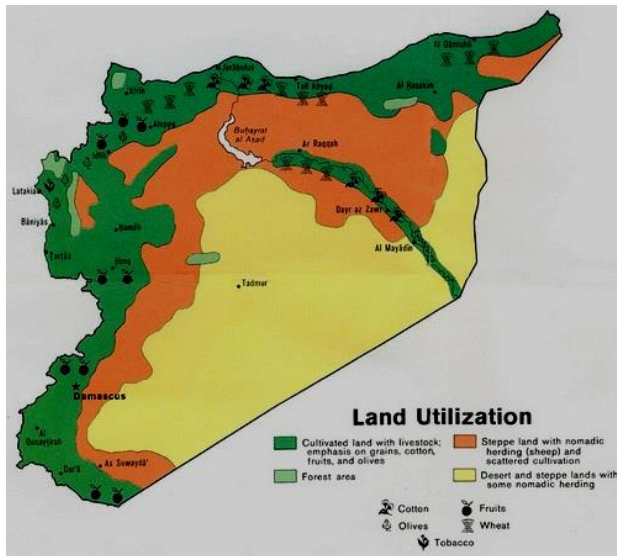 Al Qāmishlī
Jarābulus
Tall Abyaḍ
Afrin
Al Ḥasakah
Aleppo
Buḥayrat
al Asad
Idlib
Ar Raqqah
Latakia
Dayr az Zawr
Bāniyās
Ḥamāh
Al Mayādīn
Ṭarṭūs
Ḥimṣ
Tadmur
Damascus
Al
Qunayṭirah
Dar'ā
As Suwaydā'
Land Utilization
Cultivated land with livestock;
emphasis on grains, cotton,
fruits, and olives
Steppe land with nomadic
herding (sheep) and
scattered cultivation
Forest area
Desert and steppe lands with
some nomadic herding
Cotton
Fruits
Olives
Wheat
Tobacco